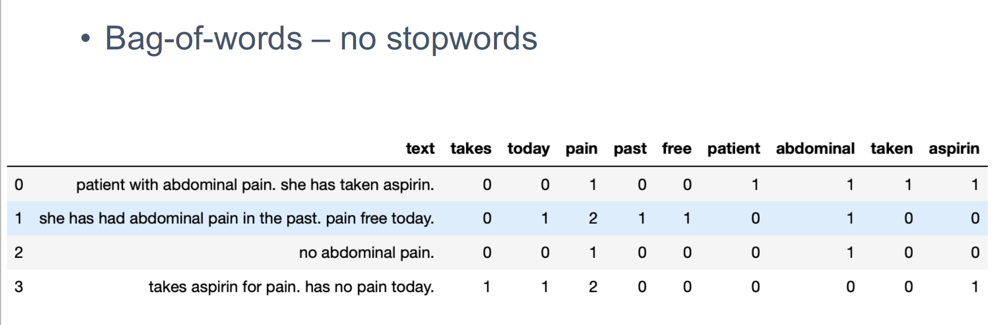 • Bag-of-words – no stopwords
text takes today pain past free patient abdominal taken aspirin
0 patient with abdominal pain. she has taken aspirin. 0 0 1 0 0 1 1 1 1
1 she has had abdominal pain in the past. pain free today. 0 1 2 1 1 0 1 0 0
2 no abdominal pain. 0 0 1 0 0 0 1 0 0
3 takes aspirin for pain. has no pain today. 1 1 2 0 0 0 0 0 1